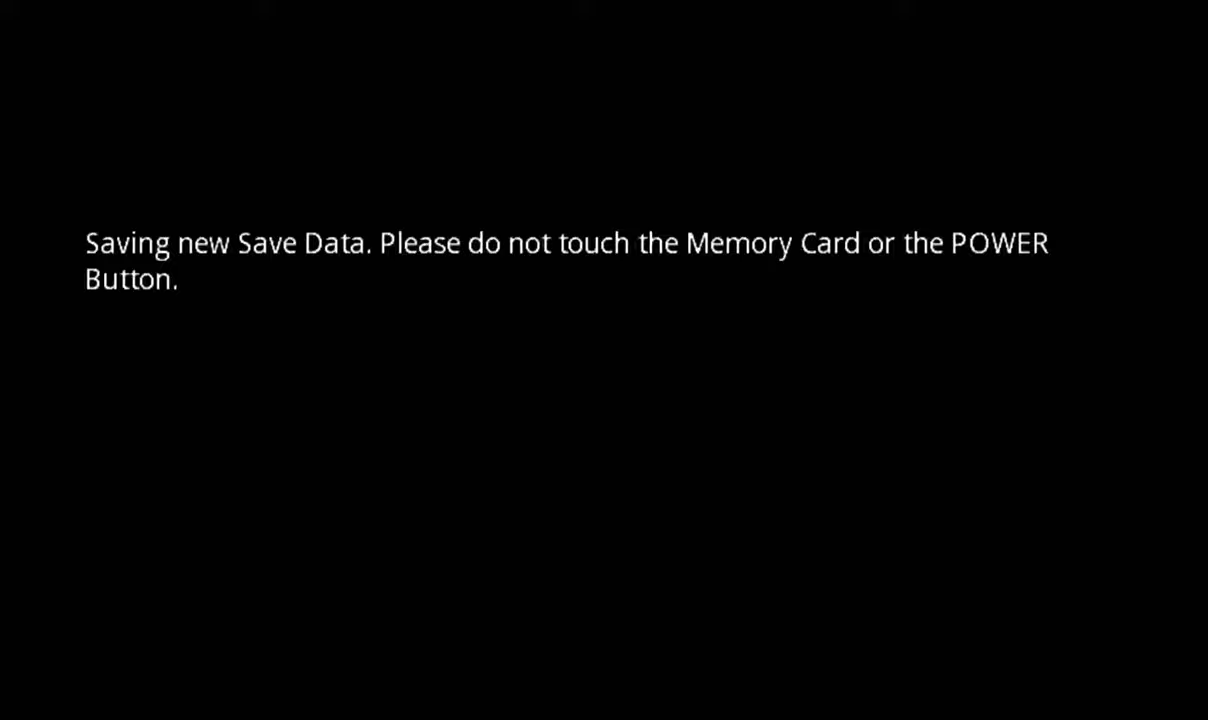 Saving new Save Data. Please do not touch the Memory Card or the POWER
Button.